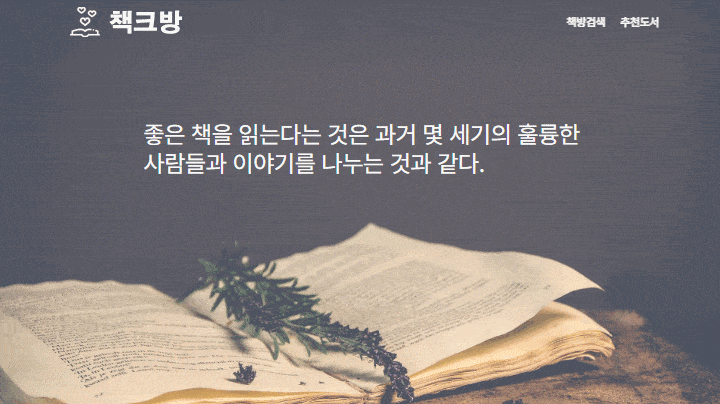 책크방
책방검색 추천도서
좋은 책을 읽는다는 것은 과거 몇 세기의 훌륭한
사람들과 이야기를 나누는 것과 같다.